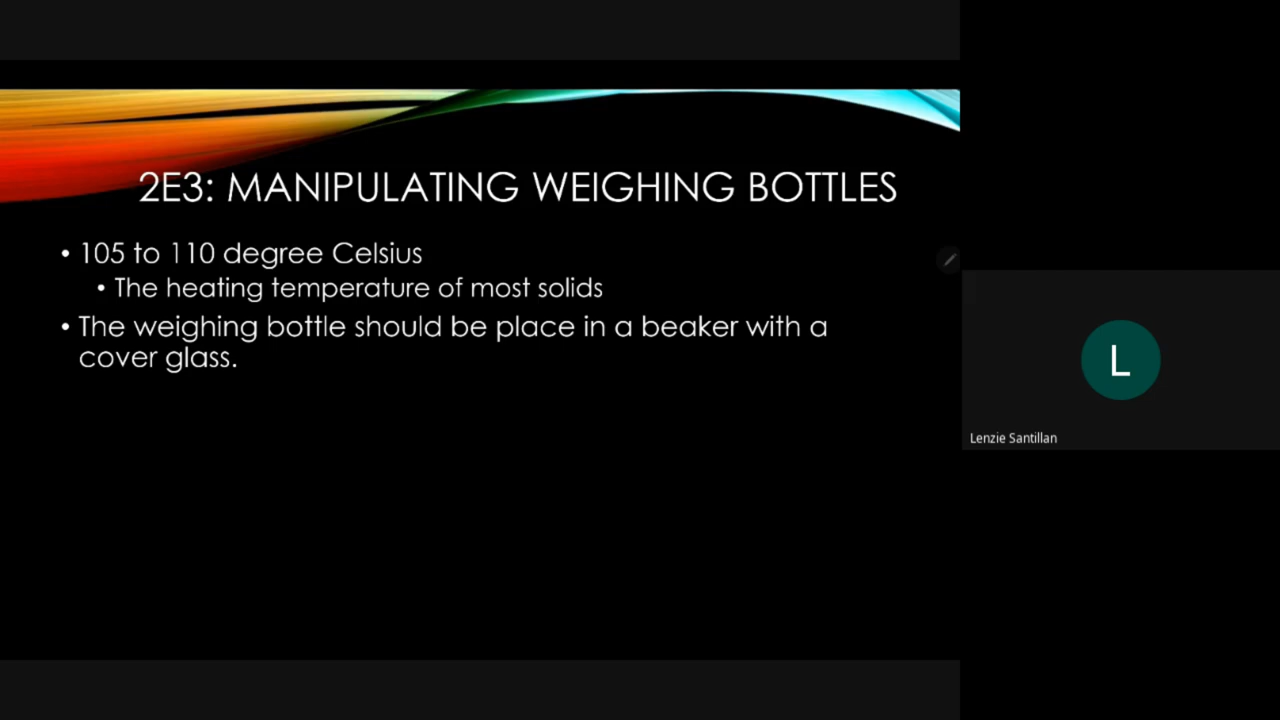 2E3: MANIPULATING WEIGHING BOTTLES
• 105 to 110 degree Celsius
• The heating temperature of most solids
• The weighing bottle should be place in a beaker with a
cover glass.
L
Lenzie Santillan